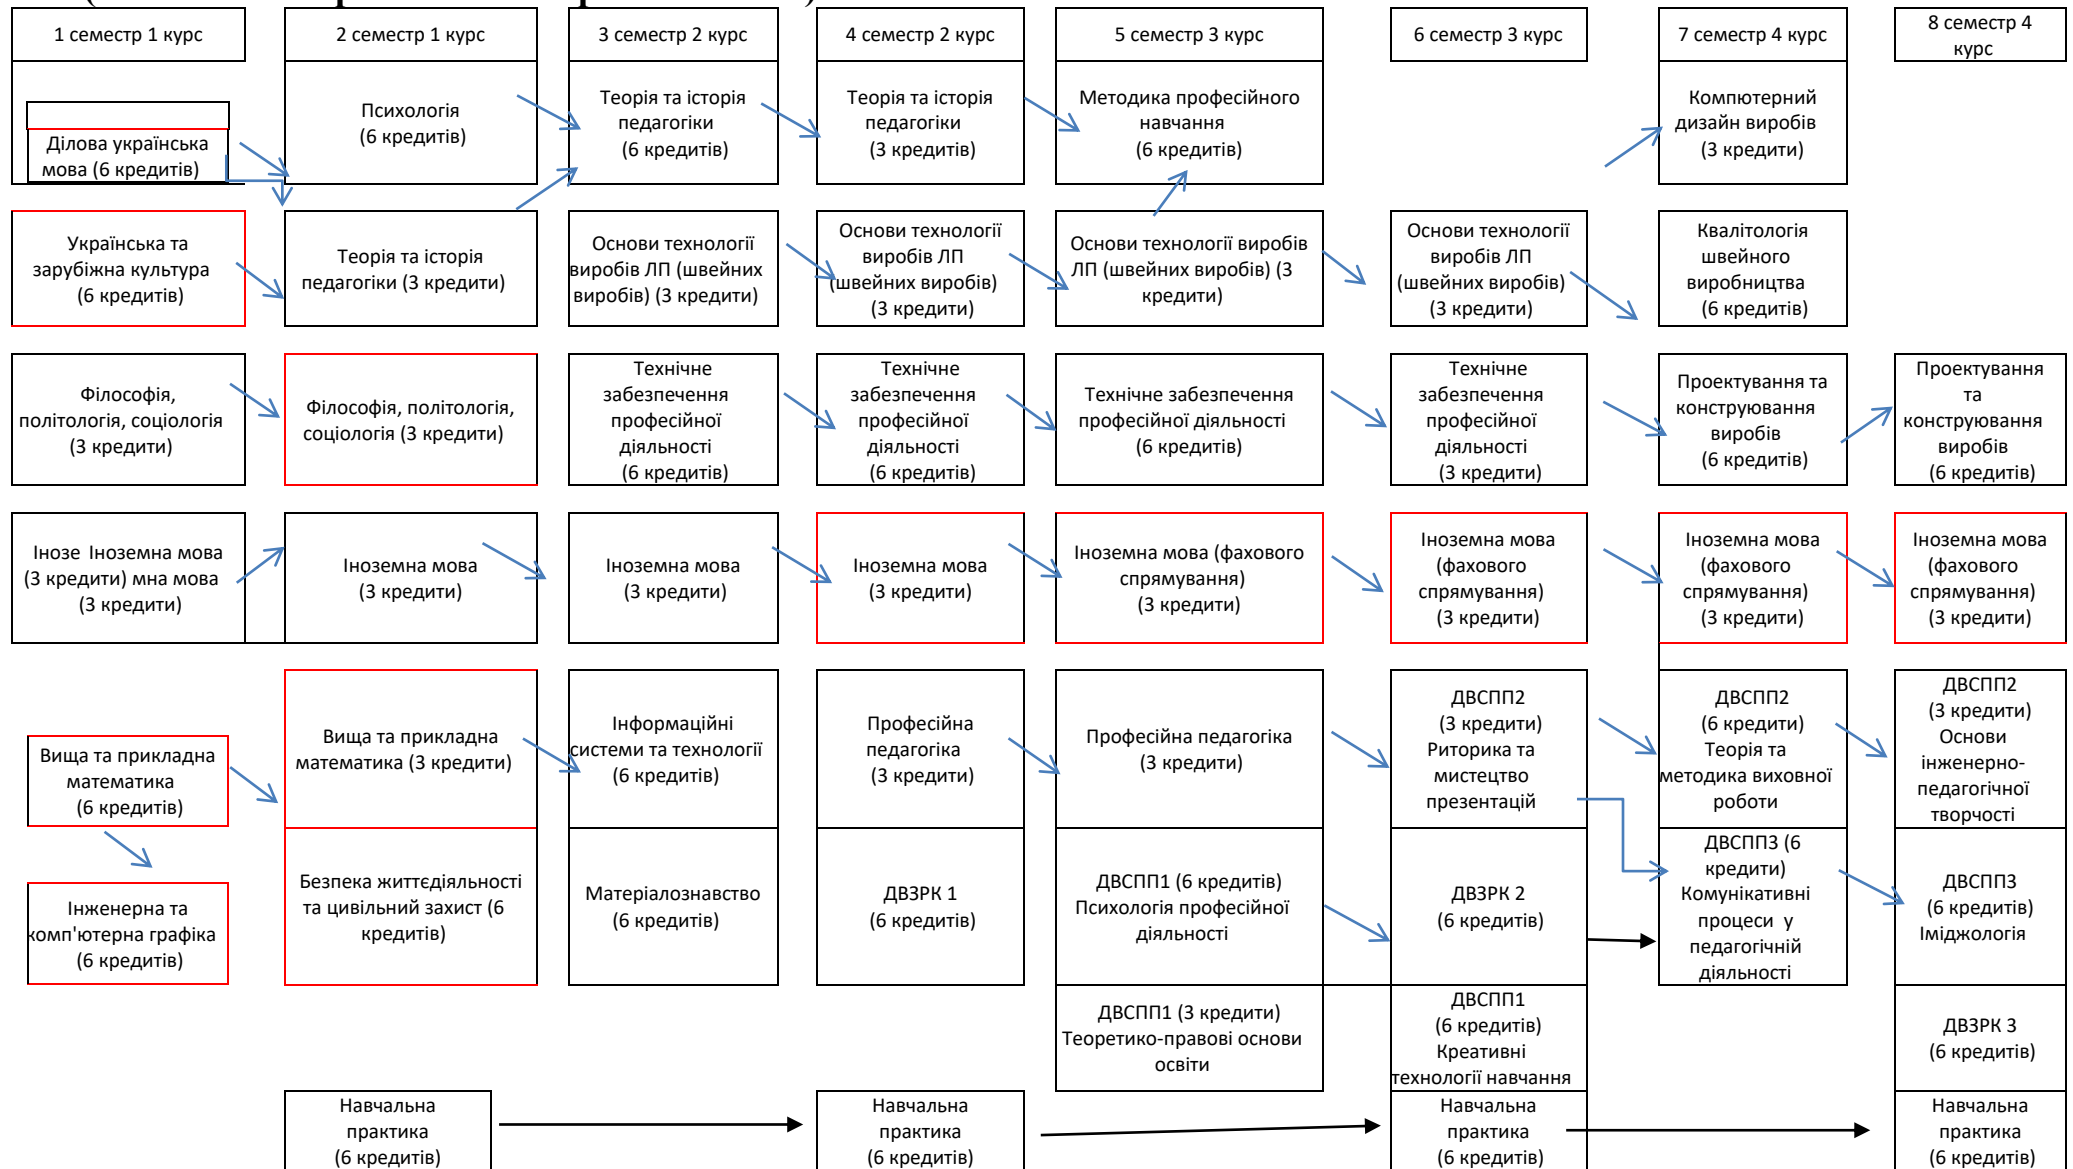 1 семестр 1 курс
2 семестр 1 курс
3 семестр 2 курс
4 семестр 2 курс
5 семестр 3 курс
6 семестр 3 курс
7 семестр 4 курс
8 семестр 4
курс
Ділова українська
мова (6 кредитів)
Психологія
(6 кредитів)
Теорія та історія
педагогіки
(6 кредитів)
Теорія та історія
педагогіки
(3 кредитів)
Методика професійного
навчання
(6 кредитів)
Компютерний
дизайн виробів
(3 кредити)
Українська та
зарубіжна культура
(6 кредитів)
Теорія та історія
педагогіки (3 кредити)
Основи технології
виробів ЛП (швейних
виробів) (3 кредити)
Основи технології
виробів ЛП
(швейних виробів)
(3 кредити)
Основи технології виробів
ЛП (швейних виробів) (3
кредити)
Основи технології
виробів ЛП
(швейних виробів)
(3 кредити)
Квалітологія
швейного
виробництва
(6 кредитів)
Філософія,
політологія, соціологія
(3 кредити)
Філософія, політологія,
соціологія (3 кредити)
Технічне
забезпечення
професійної
діяльності
(6 кредитів)
Технічне
забезпечення
професійної
діяльності
(6 кредитів)
Технічне забезпечення
професійної діяльності
(6 кредитів)
Технічне
забезпечення
професійної
діяльності
(3 кредити)
Проектування та
конструювання
виробів
(6 кредитів)
Проектування
та
конструювання
виробів
(6 кредитів)
Інозе Іноземна мова
(3 кредити) мна мова
(3 кредити)
Іноземна мова
(3 кредити)
Іноземна мова
(3 кредити)
Іноземна мова
(3 кредити)
Іноземна мова (фахового
спрямування)
(3 кредити)
Іноземна мова
(фахового
спрямування)
(3 кредити)
Іноземна мова
(фахового
спрямування)
(3 кредити)
Іноземна мова
(фахового
спрямування)
(3 кредити)
Вища та прикладна
математика
(6 кредитів)
Вища та прикладна
математика (3 кредити)
Інформаційні
системи та технології
(6 кредитів)
Професійна
педагогіка
(3 кредити)
Професійна педагогіка
(3 кредити)
ДВСПП2
(3 кредити)
Риторика та
мистецтво
презентацій
ДВСПП2
(6 кредити)
Теорія та
методика виховної
роботи
ДВСПП2
(3 кредити)
Основи
інженерно-
педагогічної
творчості
Інженерна та
комп'ютерна графіка
(6 кредитів)
Безпека життєдіяльності
та цивільний захист (6
кредитів)
Матеріалознавство
(6 кредитів)
ДВЗРК 1
(6 кредитів)
ДВСПП1 (6 кредитів)
Психологія професійної
діяльності
ДВЗРК 2
(6 кредитів)
ДВСПП3 (6
кредити)
Комунікативні
процеси у
педагогічній
діяльності
ДВСПП3
(6 кредитів)
Іміджологія
ДВСПП1 (3 кредити)
Теоретико-правові основи
освіти
ДВСПП1
(6 кредитів)
Креативні
технології навчання
ДВЗРК 3
(6 кредитів)
Навчальна
практика
(6 кредитів)
Навчальна
практика
(6 кредитів)
Навчальна
практика
(6 кредитів)
Навчальна
практика
(6 кредитів)